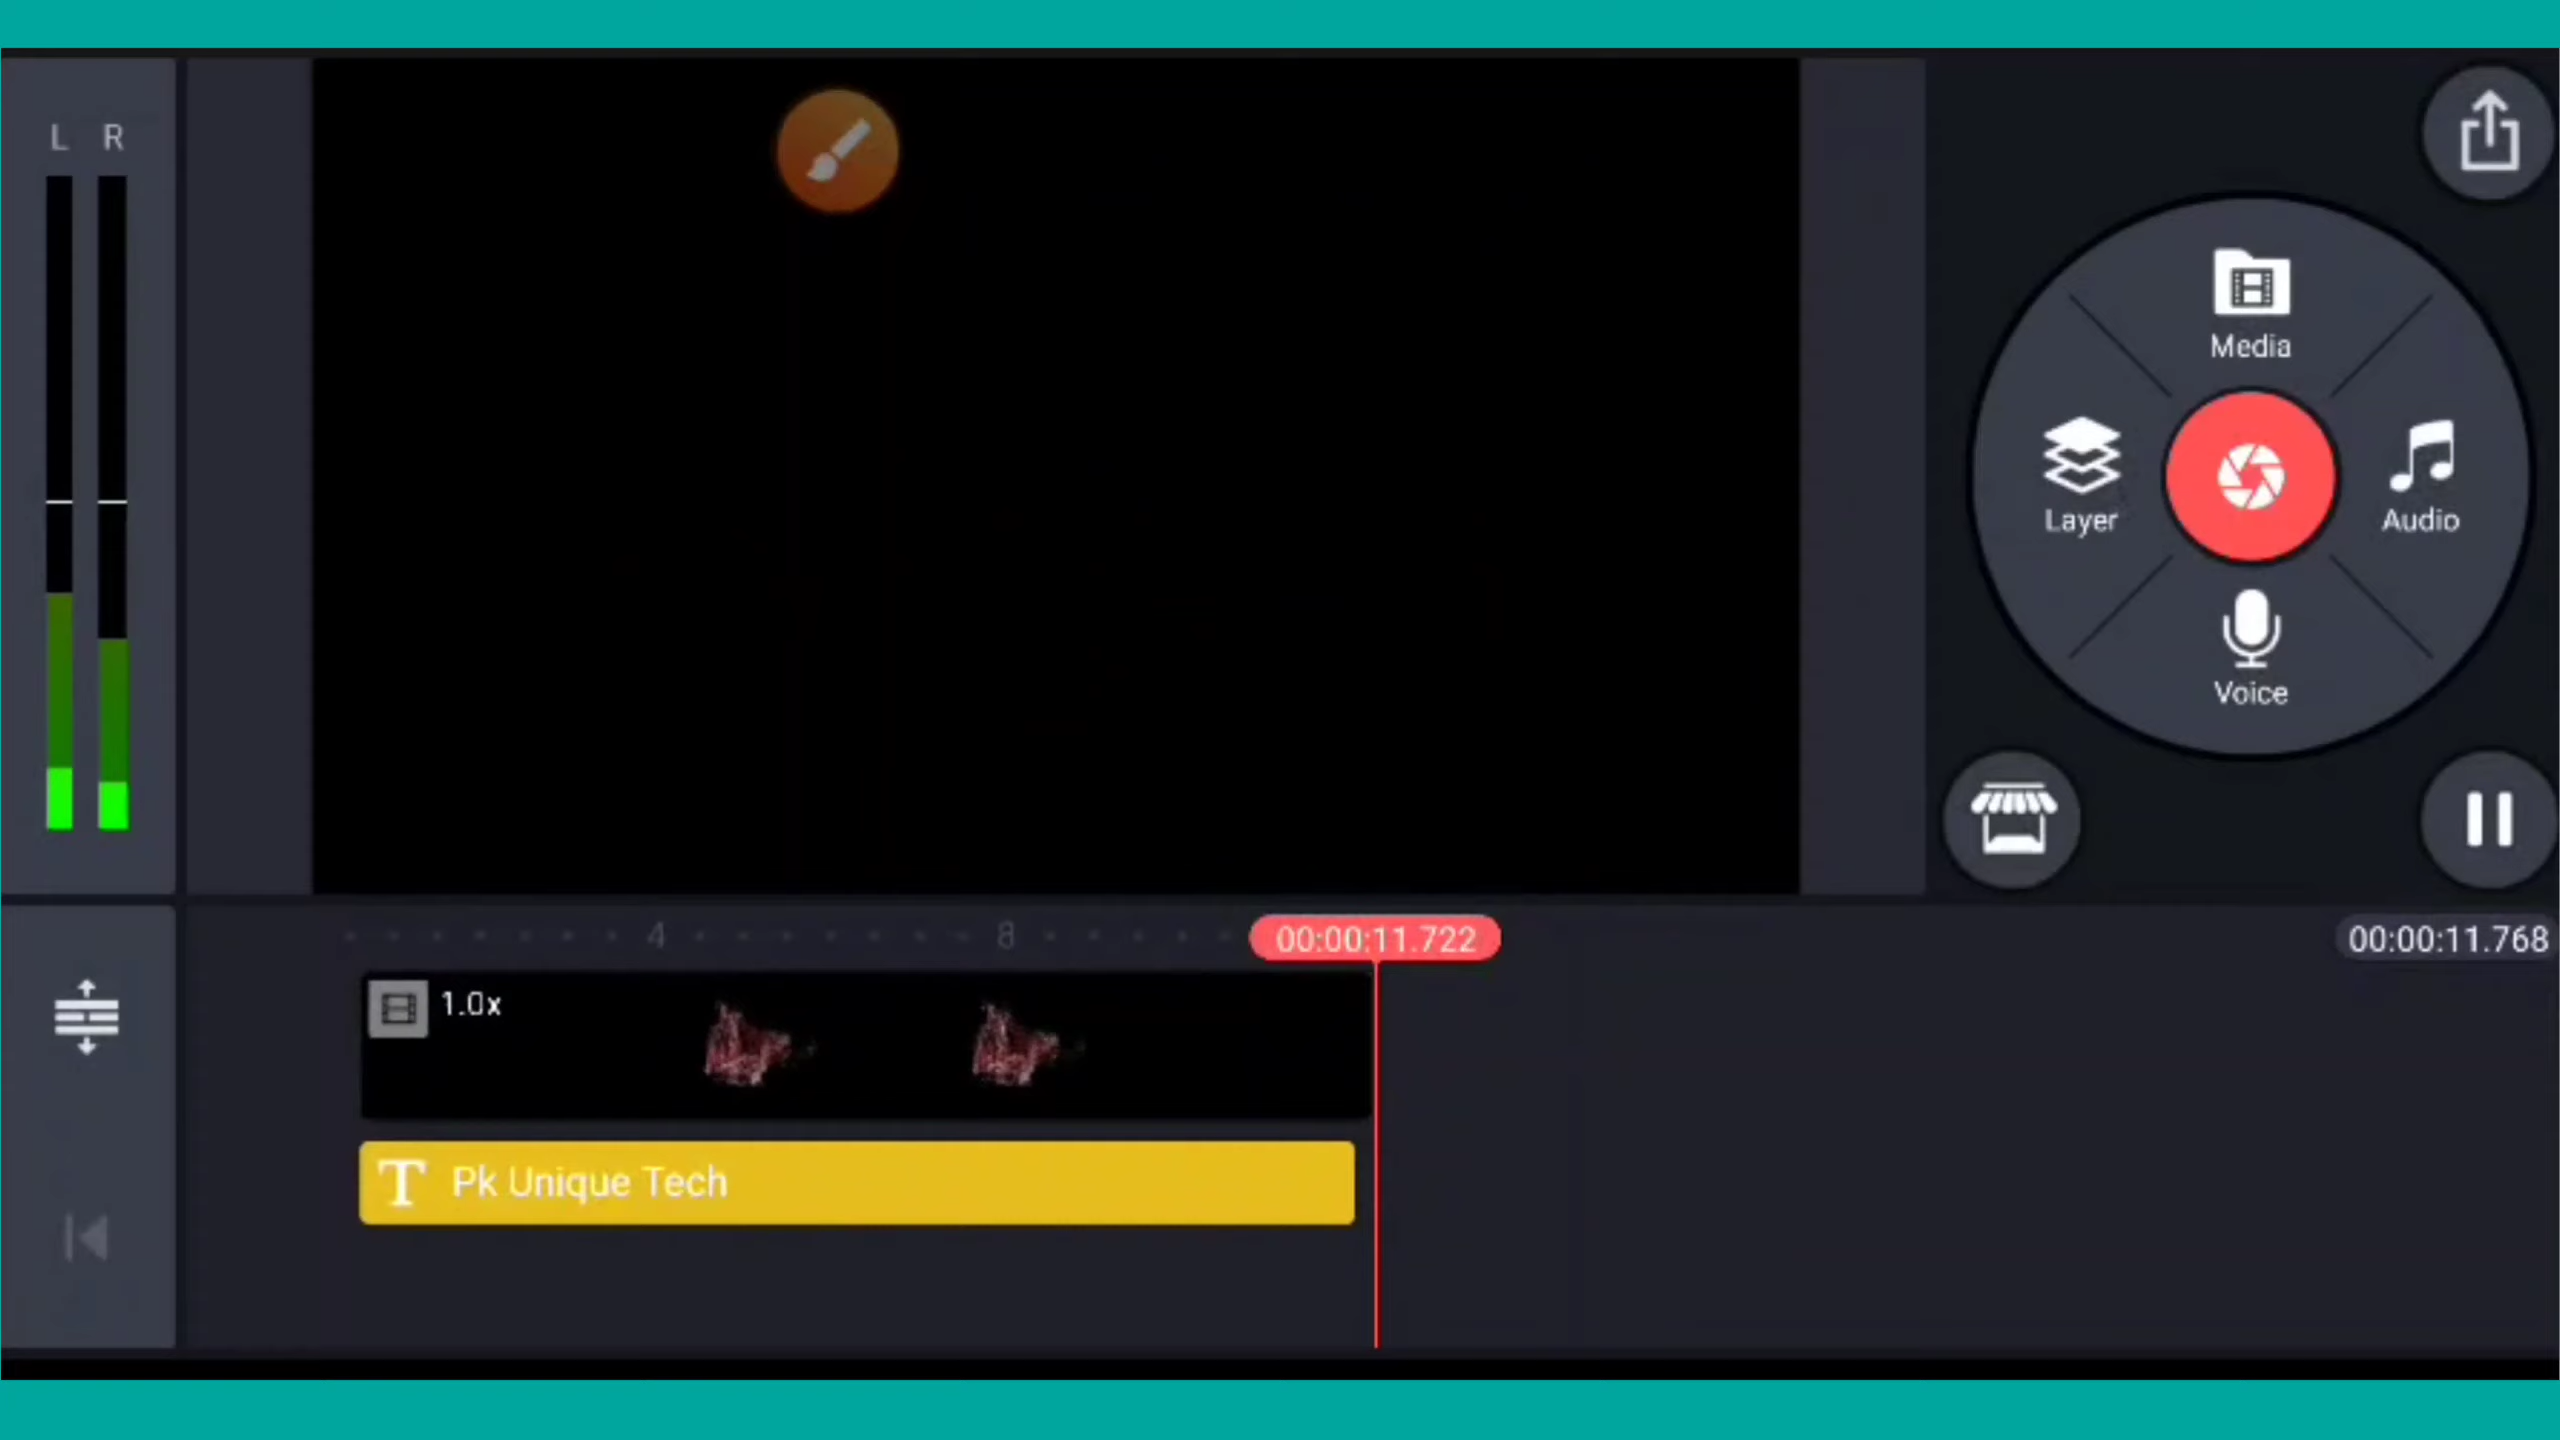 L R
Media
Layer
Audio
Voice
4 8 00:00:11.722 00:00:11.768
1.0x
T Pk Unique Tech